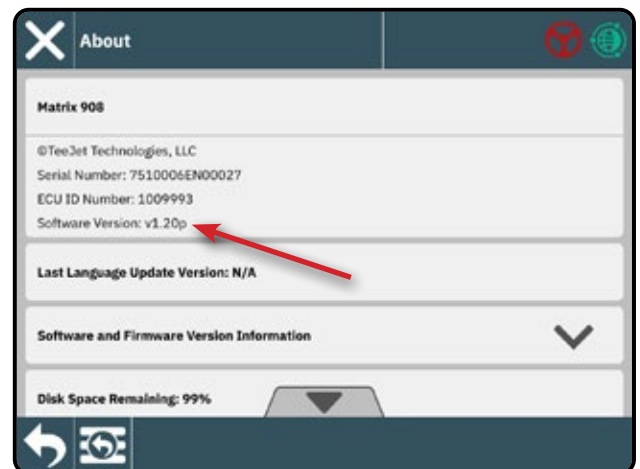 About
Matrix 908
©TeeJet Technologies, LLC
Serial Number: 7510006EN00027
ECU ID Number: 1009993
Software Version: v1.20p
Last Language Update Version: N/A
Software and Firmware Version Information
Disk Space Remaining: 99%